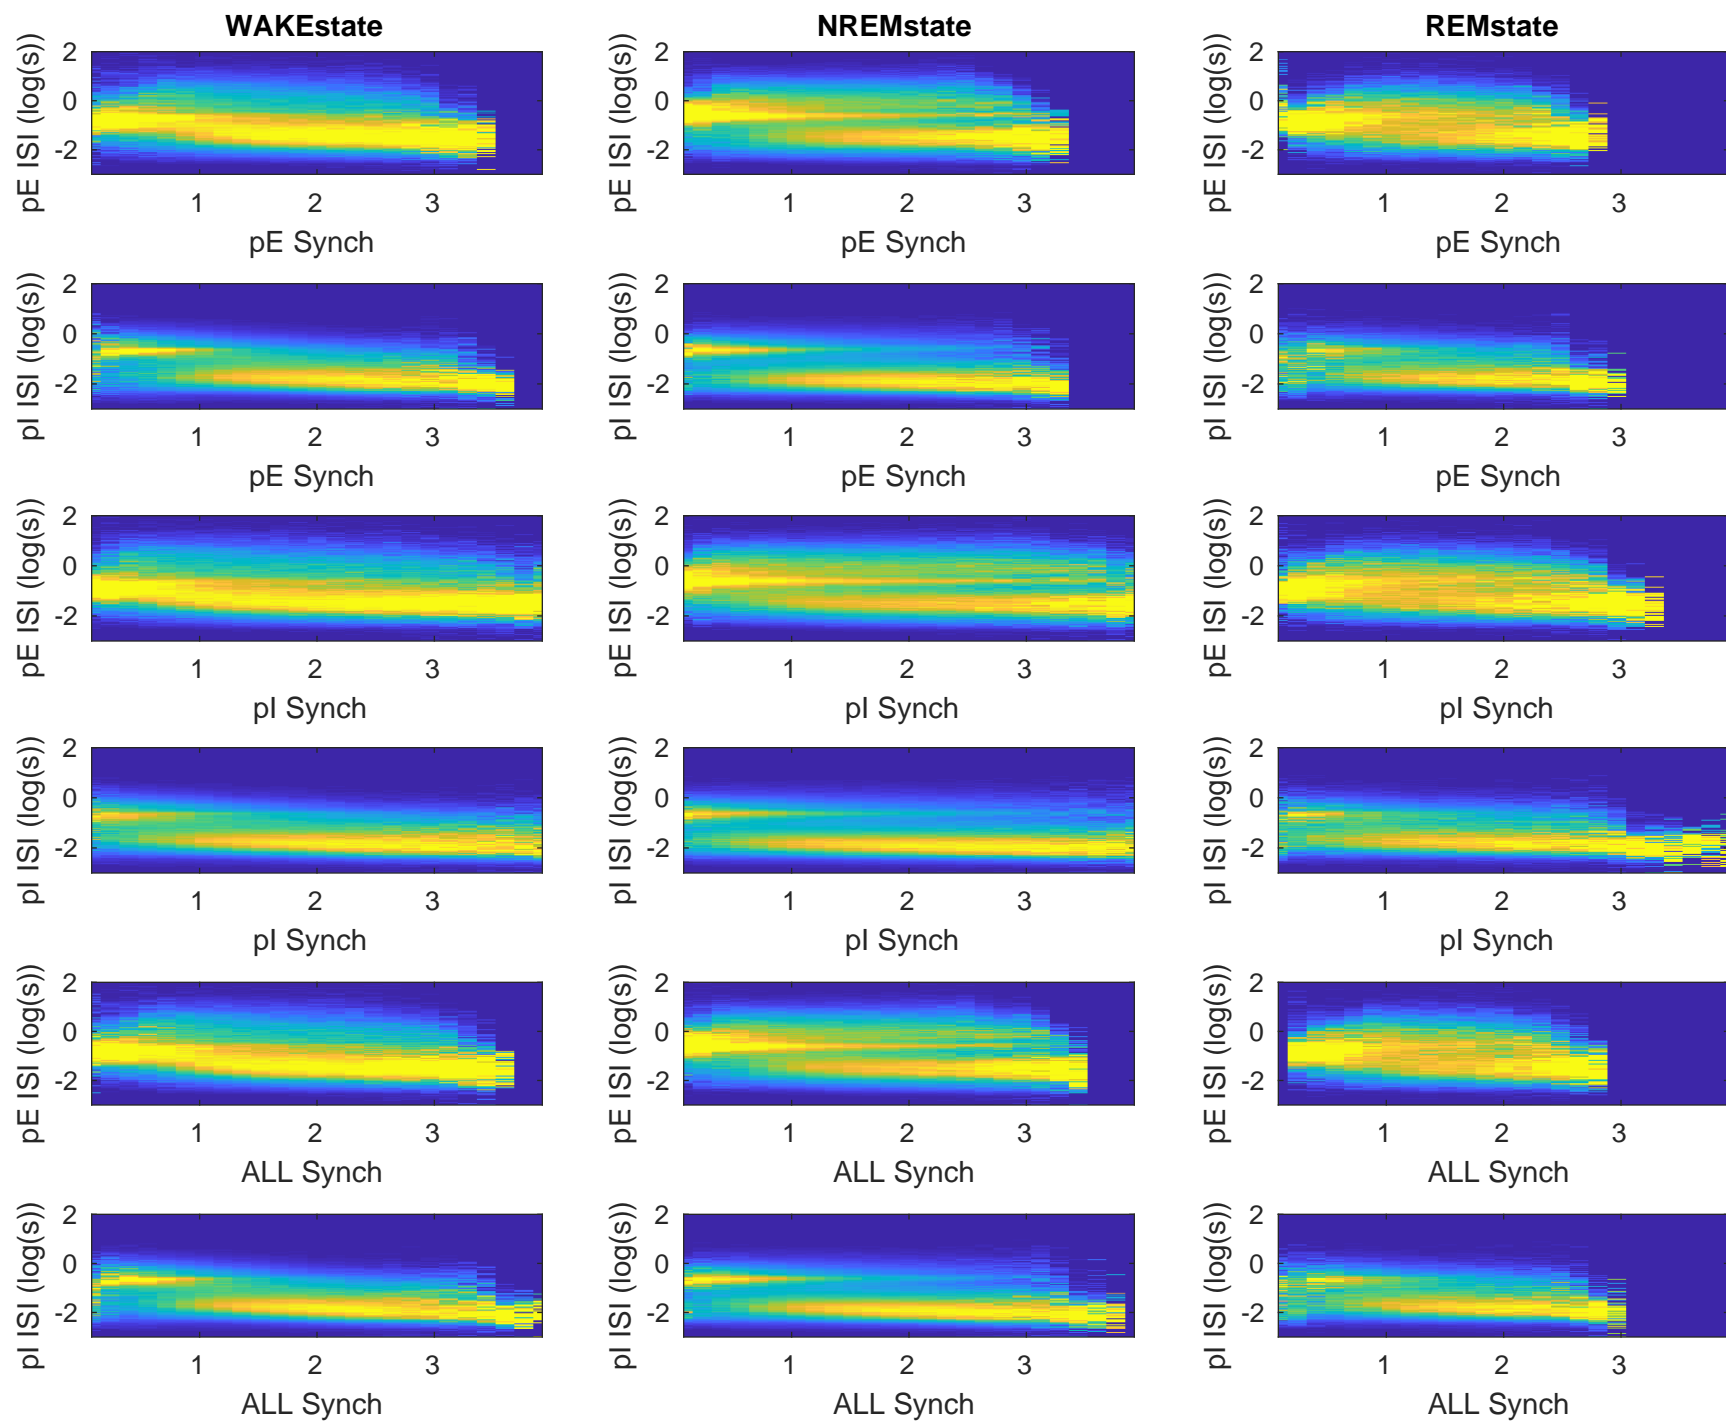 WAKEstate NREMstate REMstate
pE ISI (log(s)) 2 0 -2 pE ISI (log(s)) 2 0 -2 pE ISI (log(s)) 2 0 -2
1 2 3 1 2 3 1 2 3
pE Synch pE Synch pE Synch
pI ISI (log(s)) 2 0 -2 pI ISI (log(s)) 2 0 -2 pI ISI (log(s)) 2 0 -2
1 2 3 1 2 3 1 2 3
pE Synch pE Synch pE Synch
pE ISI (log(s)) 2 0 -2 pE ISI (log(s)) 2 0 -2 pE ISI (log(s)) 2 0 -2
1 2 3 1 2 3 1 2 3
pI Synch pI Synch pI Synch
pI ISI (log(s)) 2 0 -2 pI ISI (log(s)) 2 0 -2 pI ISI (log(s)) 2 0 -2
1 2 3 1 2 3 1 2 3
pI Synch pI Synch pI Synch
pE ISI (log(s)) 2 0 -2 pE ISI (log(s)) 2 0 -2 pE ISI (log(s)) 2 0 -2
1 2 3 1 2 3 1 2 3
ALL Synch ALL Synch ALL Synch
pI ISI (log(s)) 2 0 -2 pI ISI (log(s)) 2 0 -2 pI ISI (log(s)) 2 0 -2
1 2 3 1 2 3 1 2 3
ALL Synch ALL Synch ALL Synch